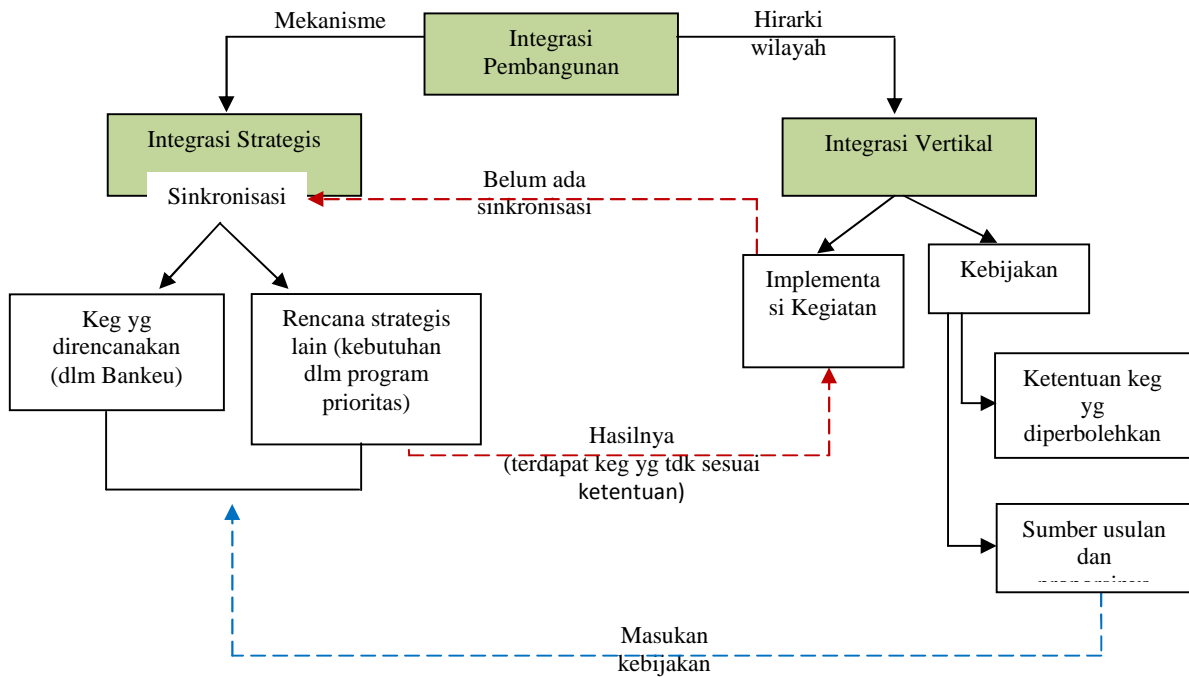 Mekanisme
Integrasi
Pembangunan
Hirarki
wilayah
Integrasi Strategis
Integrasi Vertikal
Sinkronisasi
Belum ada
sinkronisasi
Implementa
si Kegiatan
Kebijakan
Keg yg
direncanakan
(dlm Bankeu)
Rencana strategis
lain (kebutuhan
dlm program
prioritas)
Ketentuan keg
yg
diperbolehkan
Hasilnya
(terdapat keg yg tdk sesuai
ketentuan)
Sumber usulan
dan
Masukan
kebijakan